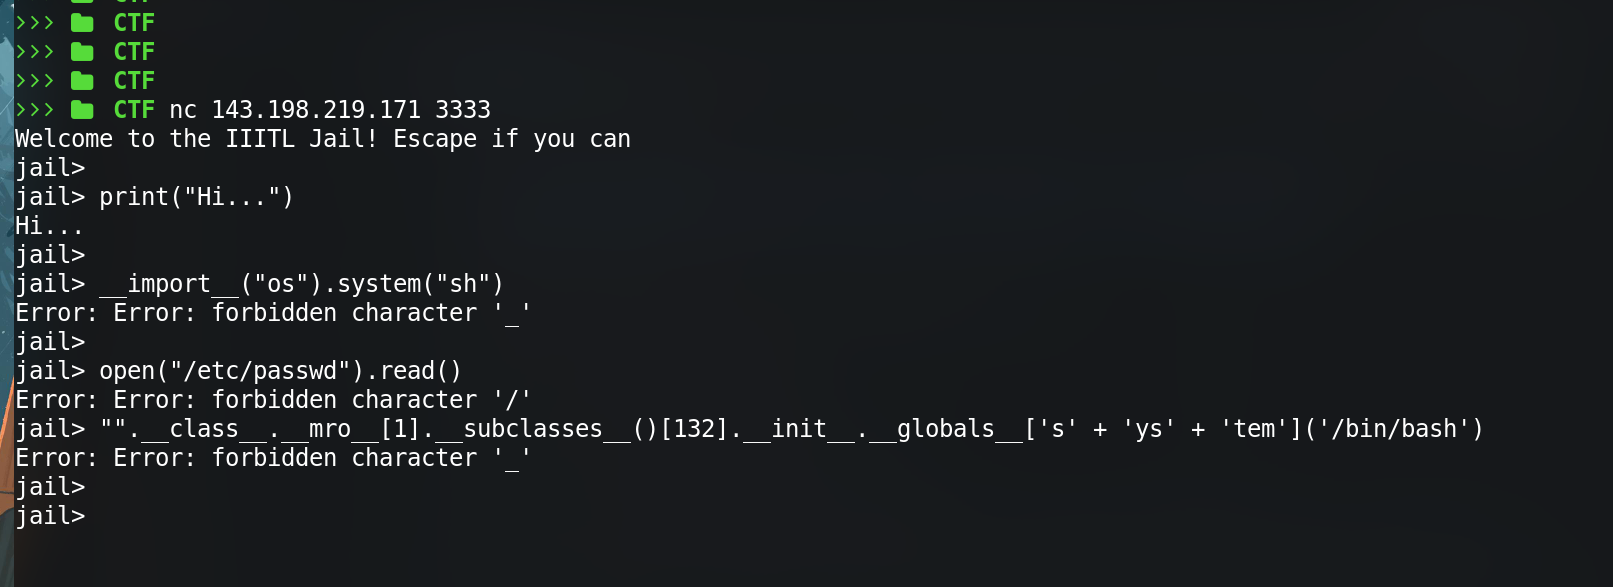 >>> CTF
>>> CTF
>>> CTF
>>> CTF nc 143.198.219.171 3333
Welcome to the IIITL Jail! Escape if you can
jail>
jail> print("Hi...")
Hi...
jail>
jail> __import__("os").system("sh")
Error: Error: forbidden character '_'
jail>
jail> open("/etc/passwd").read()
Error: Error: forbidden character '/'
jail> "".__class__.__mro__[1].__subclasses__()[132].__init__.__globals__['s' + 'ys' + 'tem']('/bin/bash')
Error: Error: forbidden character '_'
jail>
jail>